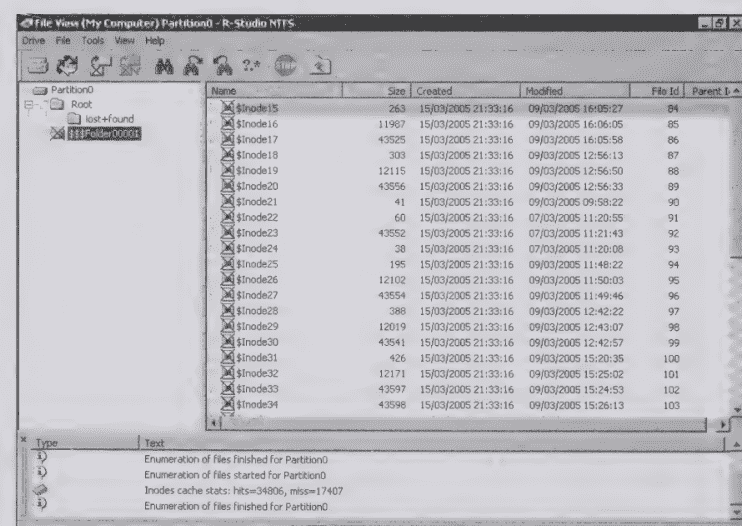 File View (My Computer) Partition0 - R-Studio NTFS
Drive File Tools View Help
Partition0
Root
lost+found
$$$Folder00001
Name Size Created Modified File Id Parent
$Inode15 263 15/03/2005 21:33:16 09/03/2005 16:05:27 84
$Inode16 11987 15/03/2005 21:33:16 09/03/2005 16:06:05 85
$Inode17 43525 15/03/2005 21:33:16 09/03/2005 16:05:58 86
$Inode18 303 15/03/2005 21:33:16 09/03/2005 12:56:13 87
$Inode19 12115 15/03/2005 21:33:16 09/03/2005 12:56:50 88
$Inode20 43556 15/03/2005 21:33:16 09/03/2005 12:56:33 89
$Inode21 41 15/03/2005 21:33:16 09/03/2005 09:58:22 90
$Inode22 60 15/03/2005 21:33:16 07/03/2005 11:20:55 91
$Inode23 43552 15/03/2005 21:33:16 07/03/2005 11:21:43 92
$Inode24 38 15/03/2005 21:33:16 07/03/2005 11:20:08 93
$Inode25 195 15/03/2005 21:33:16 09/03/2005 11:48:22 94
$Inode26 12102 15/03/2005 21:33:16 09/03/2005 11:50:03 95
$Inode27 43554 15/03/2005 21:33:16 09/03/2005 11:49:46 96
$Inode28 388 15/03/2005 21:33:16 09/03/2005 12:42:22 97
$Inode29 12019 15/03/2005 21:33:16 09/03/2005 12:43:07 98
$Inode30 43541 15/03/2005 21:33:16 09/03/2005 12:42:57 99
$Inode31 426 15/03/2005 21:33:16 09/03/2005 15:20:35 100
$Inode32 12171 15/03/2005 21:33:16 09/03/2005 15:25:02 101
$Inode33 43597 15/03/2005 21:33:16 09/03/2005 15:24:53 102
$Inode34 43598 15/03/2005 21:33:16 09/03/2005 15:26:13 103
Type Text
Enumeration of files finished for Partition0
Enumeration of files started for Partition0
Inodes cache stats: hits=34806, miss=17407
Enumeration of files finished for Partition0